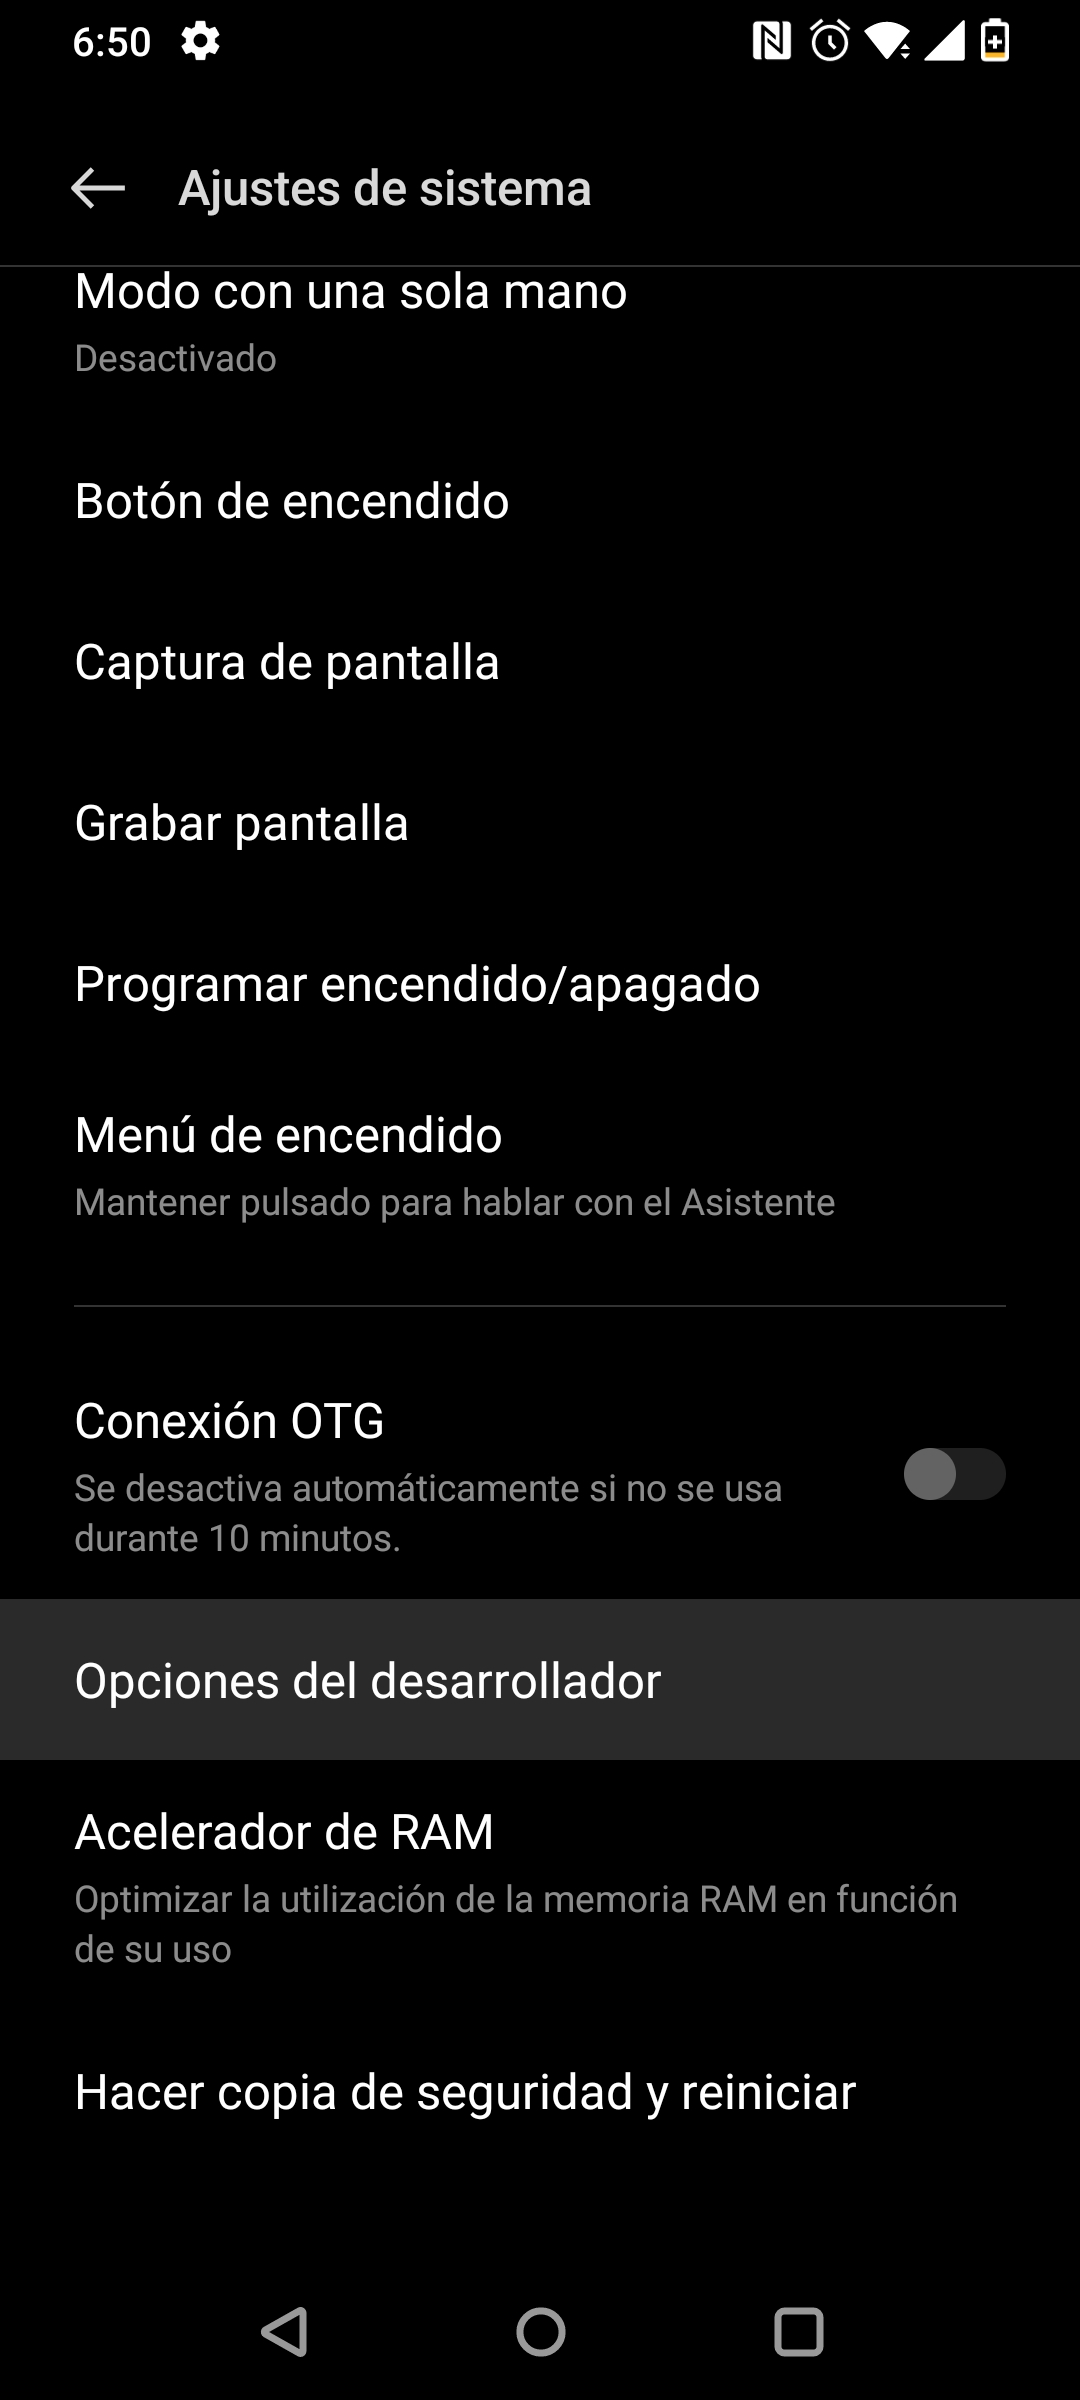 6:50
Ajustes de sistema
Modo con una sola mano
Desactivado
Botón de encendido
Captura de pantalla
Grabar pantalla
Programar encendido/apagado
Menú de encendido
Mantener pulsado para hablar con el Asistente
Conexión OTG
Se desactiva automáticamente si no se usa
durante 10 minutos.
Opciones del desarrollador
Acelerador de RAM
Optimizar la utilización de la memoria RAM en función
de su uso
Hacer copia de seguridad y reiniciar